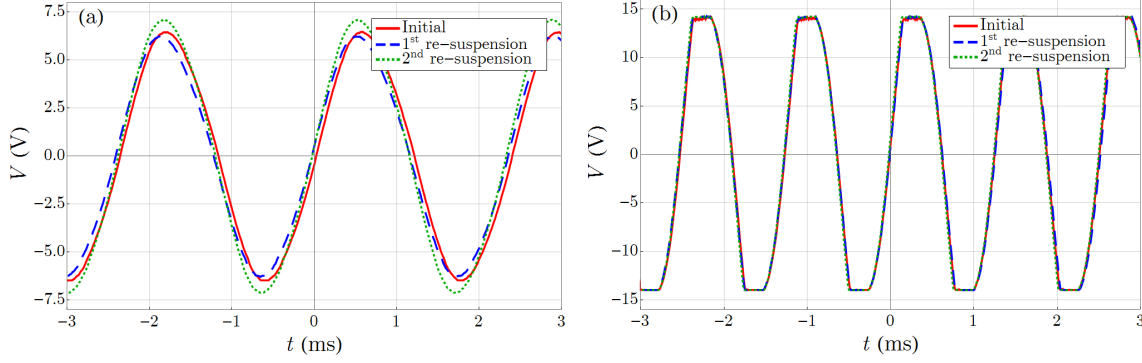 (a)
Initial
1st re-suspension
2nd re-suspension
7.5
5.0
2.5
0.0
−2.5
−5.0
−7.5
V (V)
−3
−2
−1
0
1
2
3
t (ms)
(b)
Initial
1st re-suspension
2nd re-suspension
15
10
5
0
−5
−10
−15
V (V)
−3
−2
−1
0
1
2
3
t (ms)